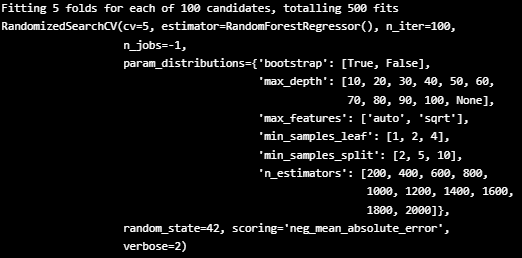 Fitting 5 folds for each of 100 candidates, totalling 500 fits
RandomizedSearchCV(cv=5, estimator=RandomForestRegressor(), n_iter=100,
                   n_jobs=-1,
                   param_distributions={'bootstrap': [True, False],
                                        'max_depth': [10, 20, 30, 40, 50, 60,
                                                      70, 80, 90, 100, None],
                                        'max_features': ['auto', 'sqrt'],
                                        'min_samples_leaf': [1, 2, 4],
                                        'min_samples_split': [2, 5, 10],
                                        'n_estimators': [200, 400, 600, 800,
                                                         1000, 1200, 1400, 1600,
                                                         1800, 2000]},
                   random_state=42, scoring='neg_mean_absolute_error',
                   verbose=2)